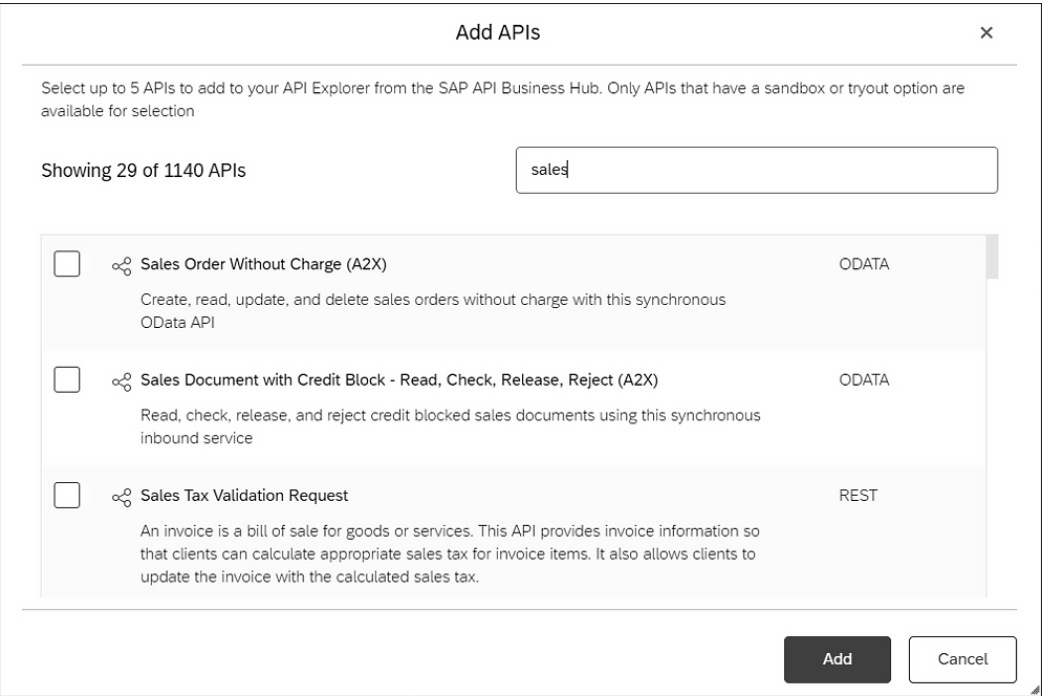 Add APIs
Select up to 5 APIs to add to your API Explorer from the SAP API Business Hub. Only APIs that have a sandbox or tryout option are
available for selection
Showing 29 of 1140 APIs
sales
Sales Order Without Charge (A2X)
ODATA
Create, read, update, and delete sales orders without charge with this synchronous
OData API
Sales Document with Credit Block - Read, Check, Release, Reject (A2X)
ODATA
Read, check, release, and reject credit blocked sales documents using this synchronous
inbound service
Sales Tax Validation Request
REST
An invoice is a bill of sale for goods or services. This API provides invoice information so
that clients can calculate appropriate sales tax for invoice items. It also allows clients to
update the invoice with the calculated sales tax.
Add
Cancel